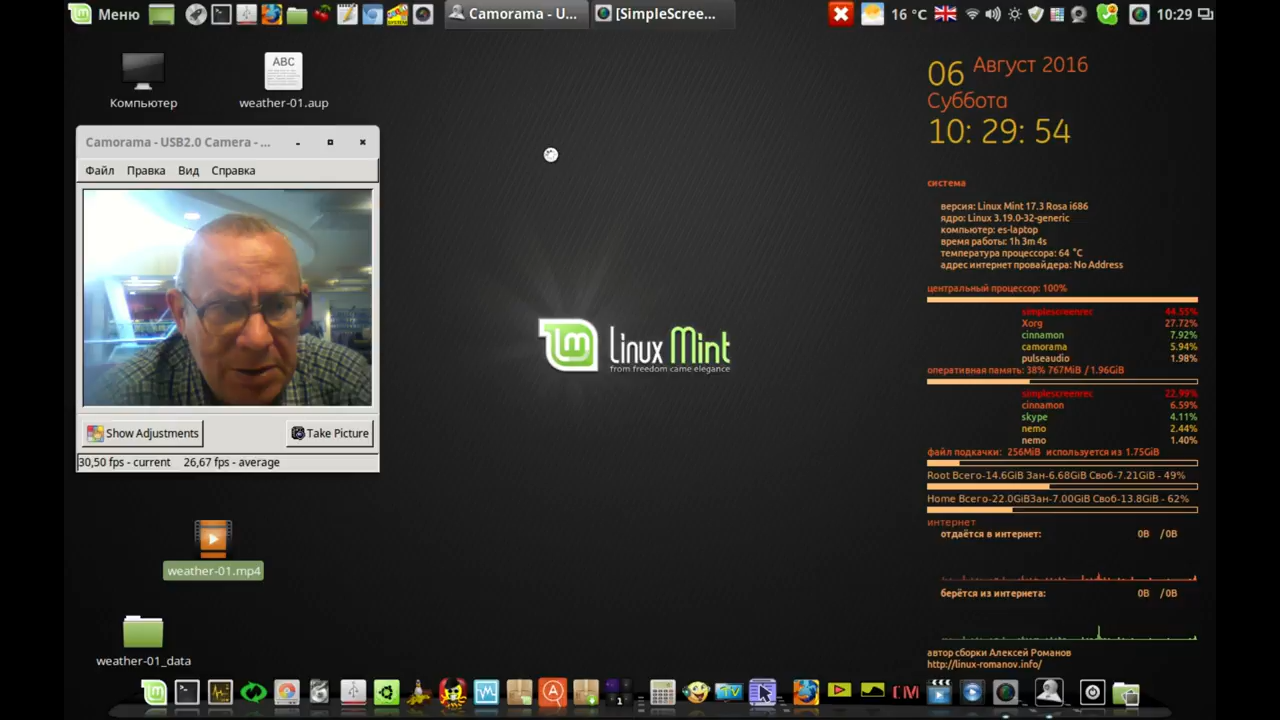 Меню
Camorama - U...
[SimpleScree...
16 °C
10:29
Компьютер
ABC
weather-01.aup
06 Август 2016
Суббота
10: 29: 54
Camorama - USB2.0 Camera - ...
Файл Правка Вид Справка
Show Adjustments
Take Picture
30,50 fps - current 26,67 fps - average
система
версия: Linux Mint 17.3 Rosa i686
ядро: Linux 3.19.0-32-generic
компьютер: es-laptop
время работы: 1h 3m 4s
температура процессора: 64 °C
адрес интернет провайдера: No Address
центральный процессор: 100%
simplescreenrec 44.55%
Xorg 27.72%
cinnamon 7.92%
camorama 5.94%
pulseaudio 1.98%
оперативная память: 38% 767MiB / 1.96GiB
simplescreenrec 22.99%
cinnamon 6.59%
skype 4.11%
nemo 2.44%
nemo 1.40%
файл подкачки: 256MiB используется из 1.75GiB
Root Всего-14.6GiB Зан-6.68GiB Своб-7.21GiB - 49%
Home Всего-22.0GiBЗан-7.00GiB Своб-13.8GiB - 62%
интернет
отдаётся в интернет: 0B /0B
берётся из интернета: 0B /0B
автор сборки Алексей Романов
http://linux-romanov.info/
Linux Mint
from freedom came elegance
weather-01.mp4
weather-01_data
1
TV